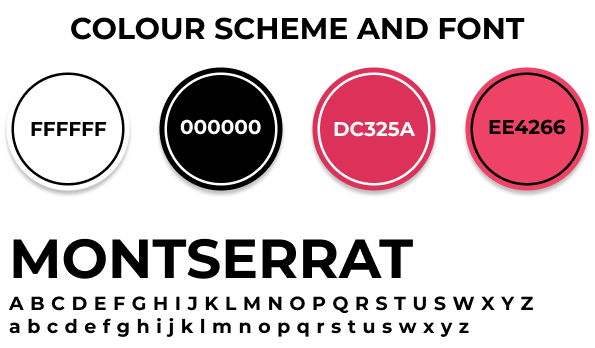 COLOUR SCHEME AND FONT
FFFFFF
000000
DC325A
EE4266
MONTSERRAT
A B C D E F G H I J K L M N O P Q R S T U S W X Y Z
a b c d e f g h i j k l m n o p q r s t u s w x y z